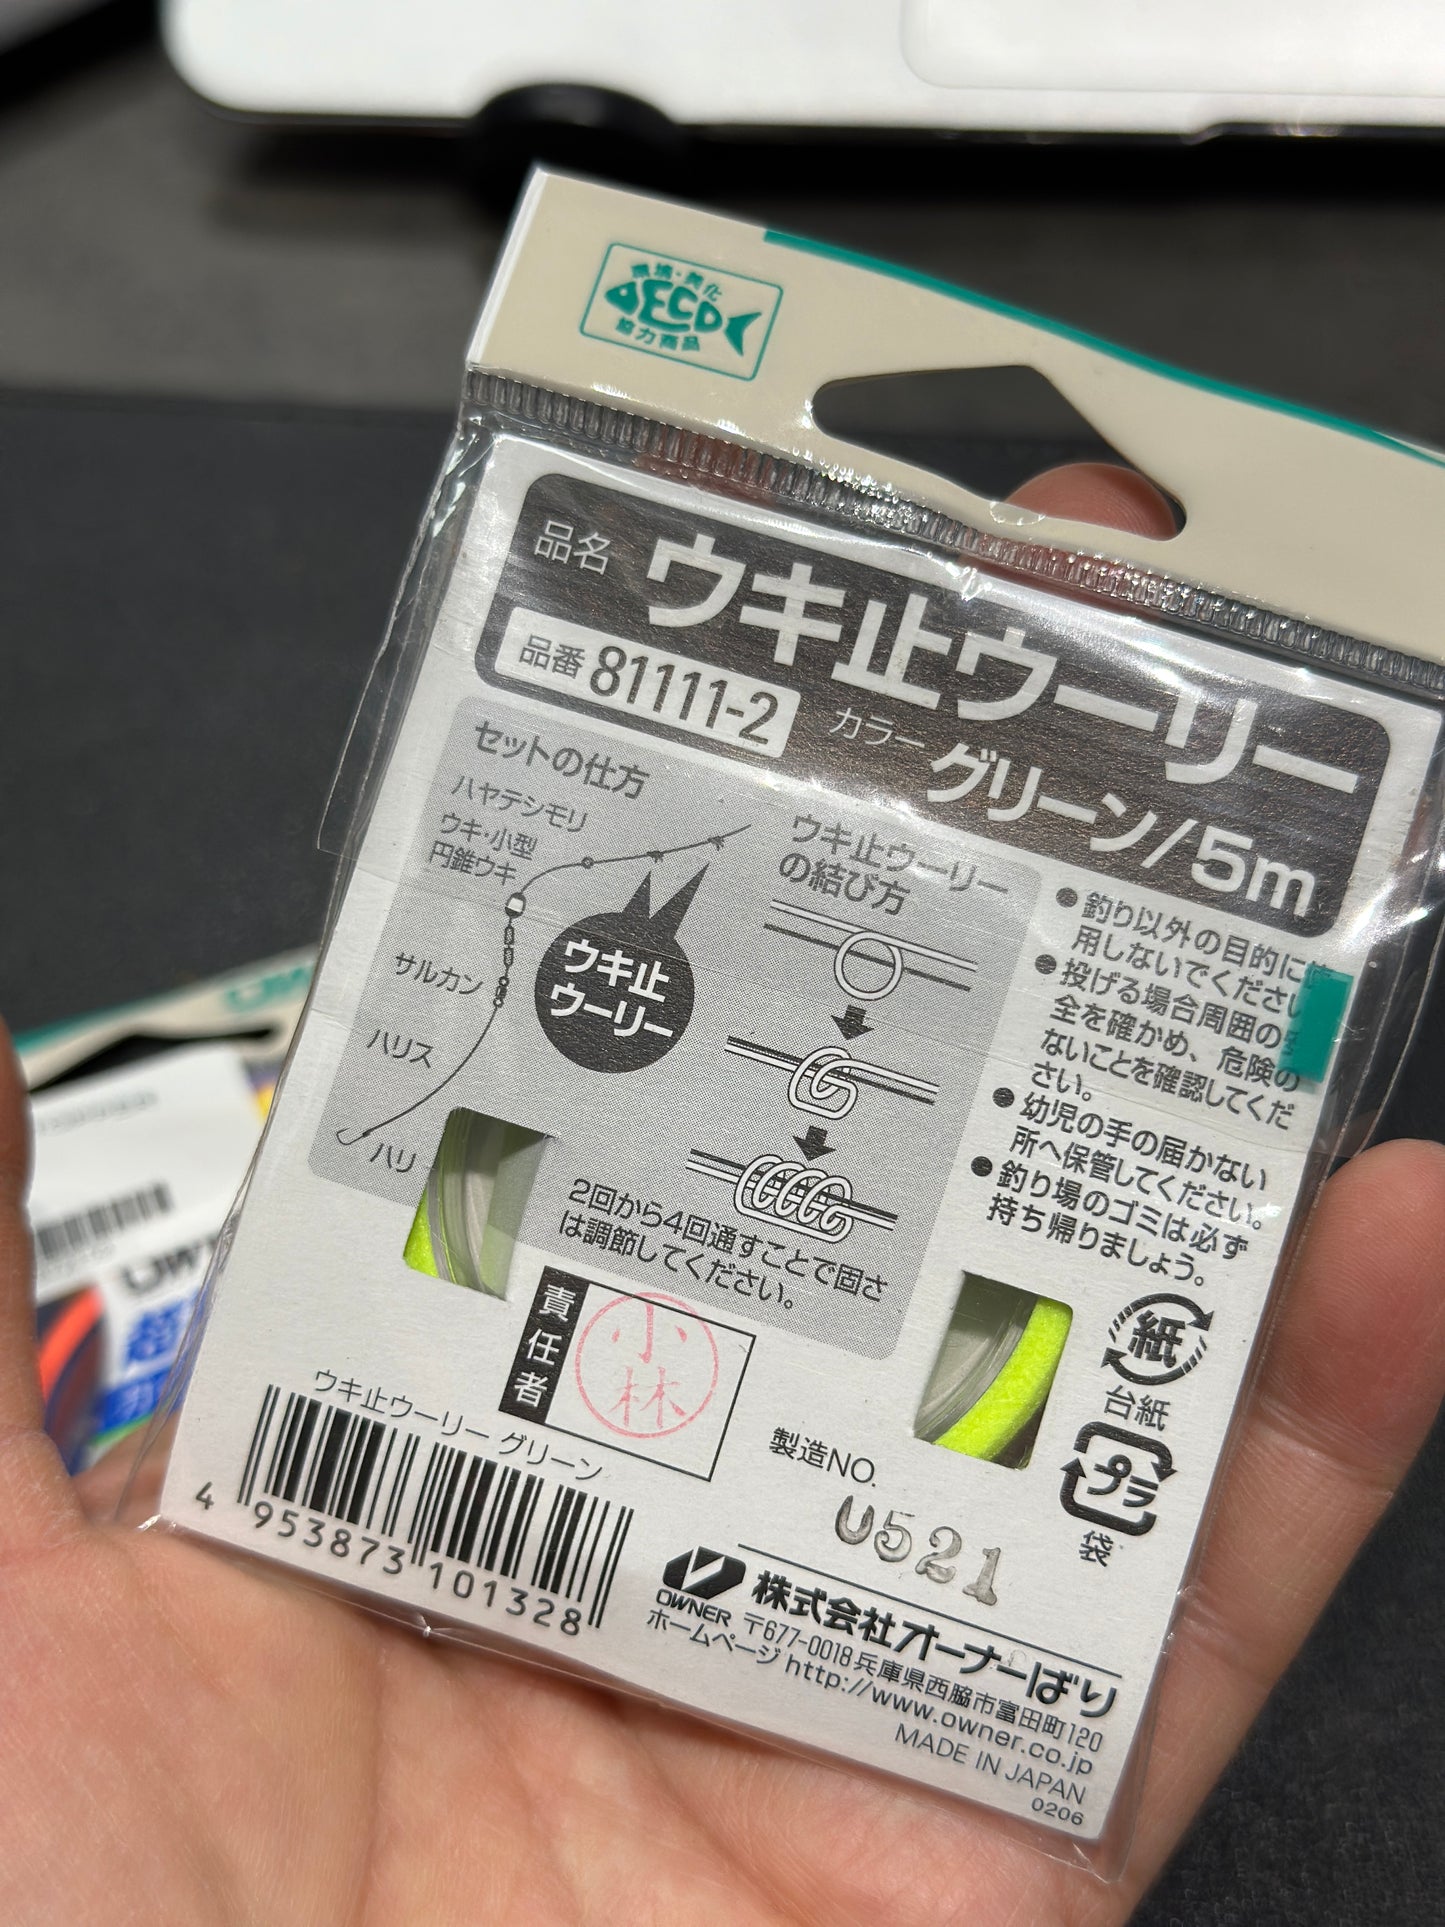 環境・美化
ECO
協力商品
品名 ウキ止ウーリー
品番 81111-2
カラー グリーン/5m
セットの仕方
ハヤテシモリ
ウキ・小型
円錐ウキ
サルカン
ハリス
ハリ
ウキ止
ウーリー
ウキ止ウーリー
の結び方
2回から4回通すことで固さ
は調節してください。
●釣り以外の目的に使
用しないでください
●投げる場合周囲の安
全を確かめ、危険の
ないことを確認してくだ
さい。
●幼児の手の届かない
所へ保管してください。
●釣り場のゴミは必ず
持ち帰りましょう。
紙
台紙
プラ
袋
責任者
小林
製造NO.
0521
ウキ止ウーリー グリーン
4 953873 101328
OWNER
株式会社オーナーばり
〒677-0018 兵庫県西脇市富田町120
ホームページ http://www.owner.co.jp
MADE IN JAPAN
0206